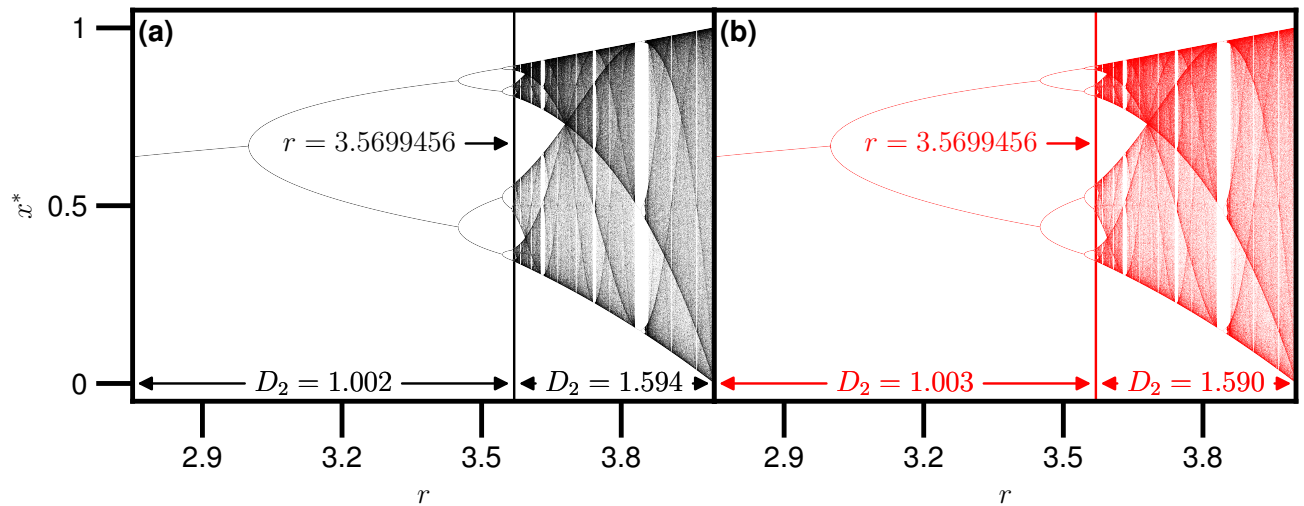 (a)
(b)
1
0.5
0
x*
r = 3.5699456
r = 3.5699456
D₂ = 1.002
D₂ = 1.594
D₂ = 1.003
D₂ = 1.590
2.9 3.2 3.5 3.8
2.9 3.2 3.5 3.8
r
r